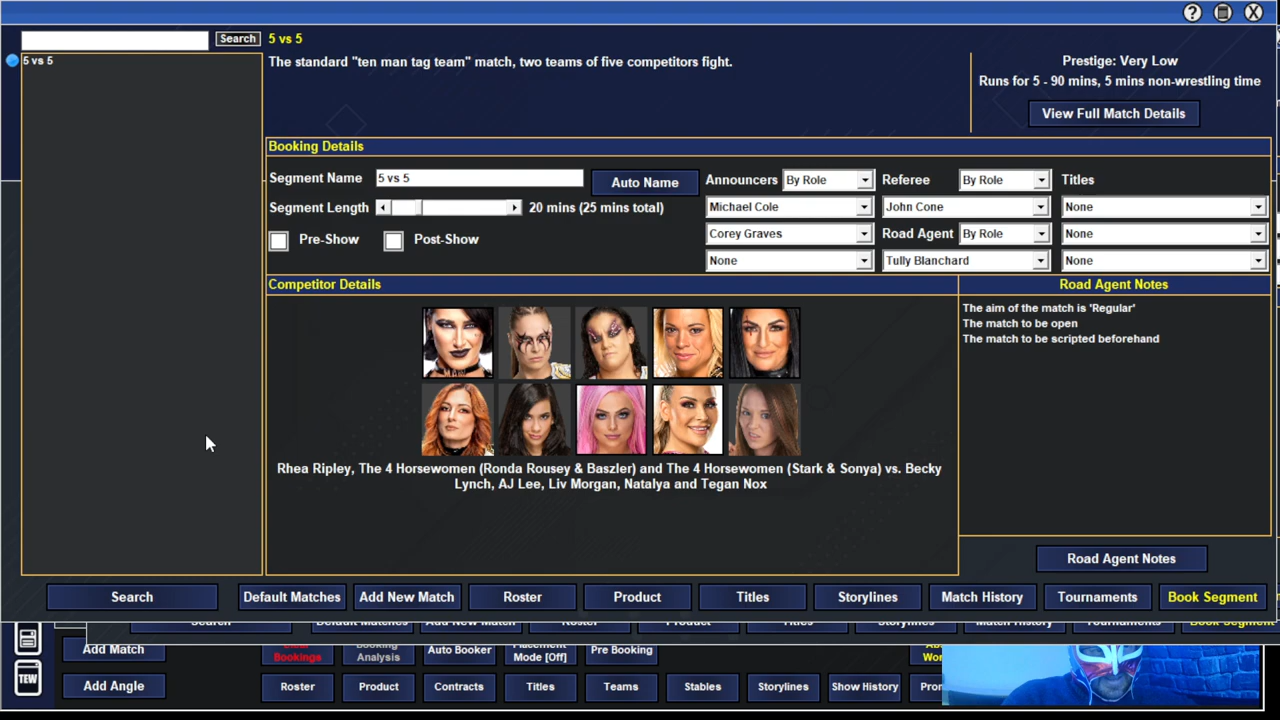 ?
X
Search
5 vs 5
5 vs 5
The standard "ten man tag team" match, two teams of five competitors fight.
Prestige: Very Low
Runs for 5 - 90 mins, 5 mins non-wrestling time
View Full Match Details
Booking Details
Segment Name
5 vs 5
Auto Name
Announcers
By Role
Referee
By Role
Titles
Segment Length
20 mins (25 mins total)
Michael Cole
John Cone
None
Pre-Show
Post-Show
Corey Graves
Road Agent
By Role
None
None
Tully Blanchard
None
Competitor Details
Road Agent Notes
The aim of the match is 'Regular'
The match to be open
The match to be scripted beforehand
Rhea Ripley, The 4 Horsewomen (Ronda Rousey & Baszler) and The 4 Horsewomen (Stark & Sonya) vs. Becky
Lynch, AJ Lee, Liv Morgan, Natalya and Tegan Nox
Road Agent Notes
Search
Default Matches
Add New Match
Roster
Product
Titles
Storylines
Match History
Tournaments
Book Segment
Add Match
Bookings
Booking
Analysis
Auto Booker
Mode [Off]
Pre Booking
TEW
Add Angle
Roster
Product
Contracts
Titles
Teams
Stables
Storylines
Show History